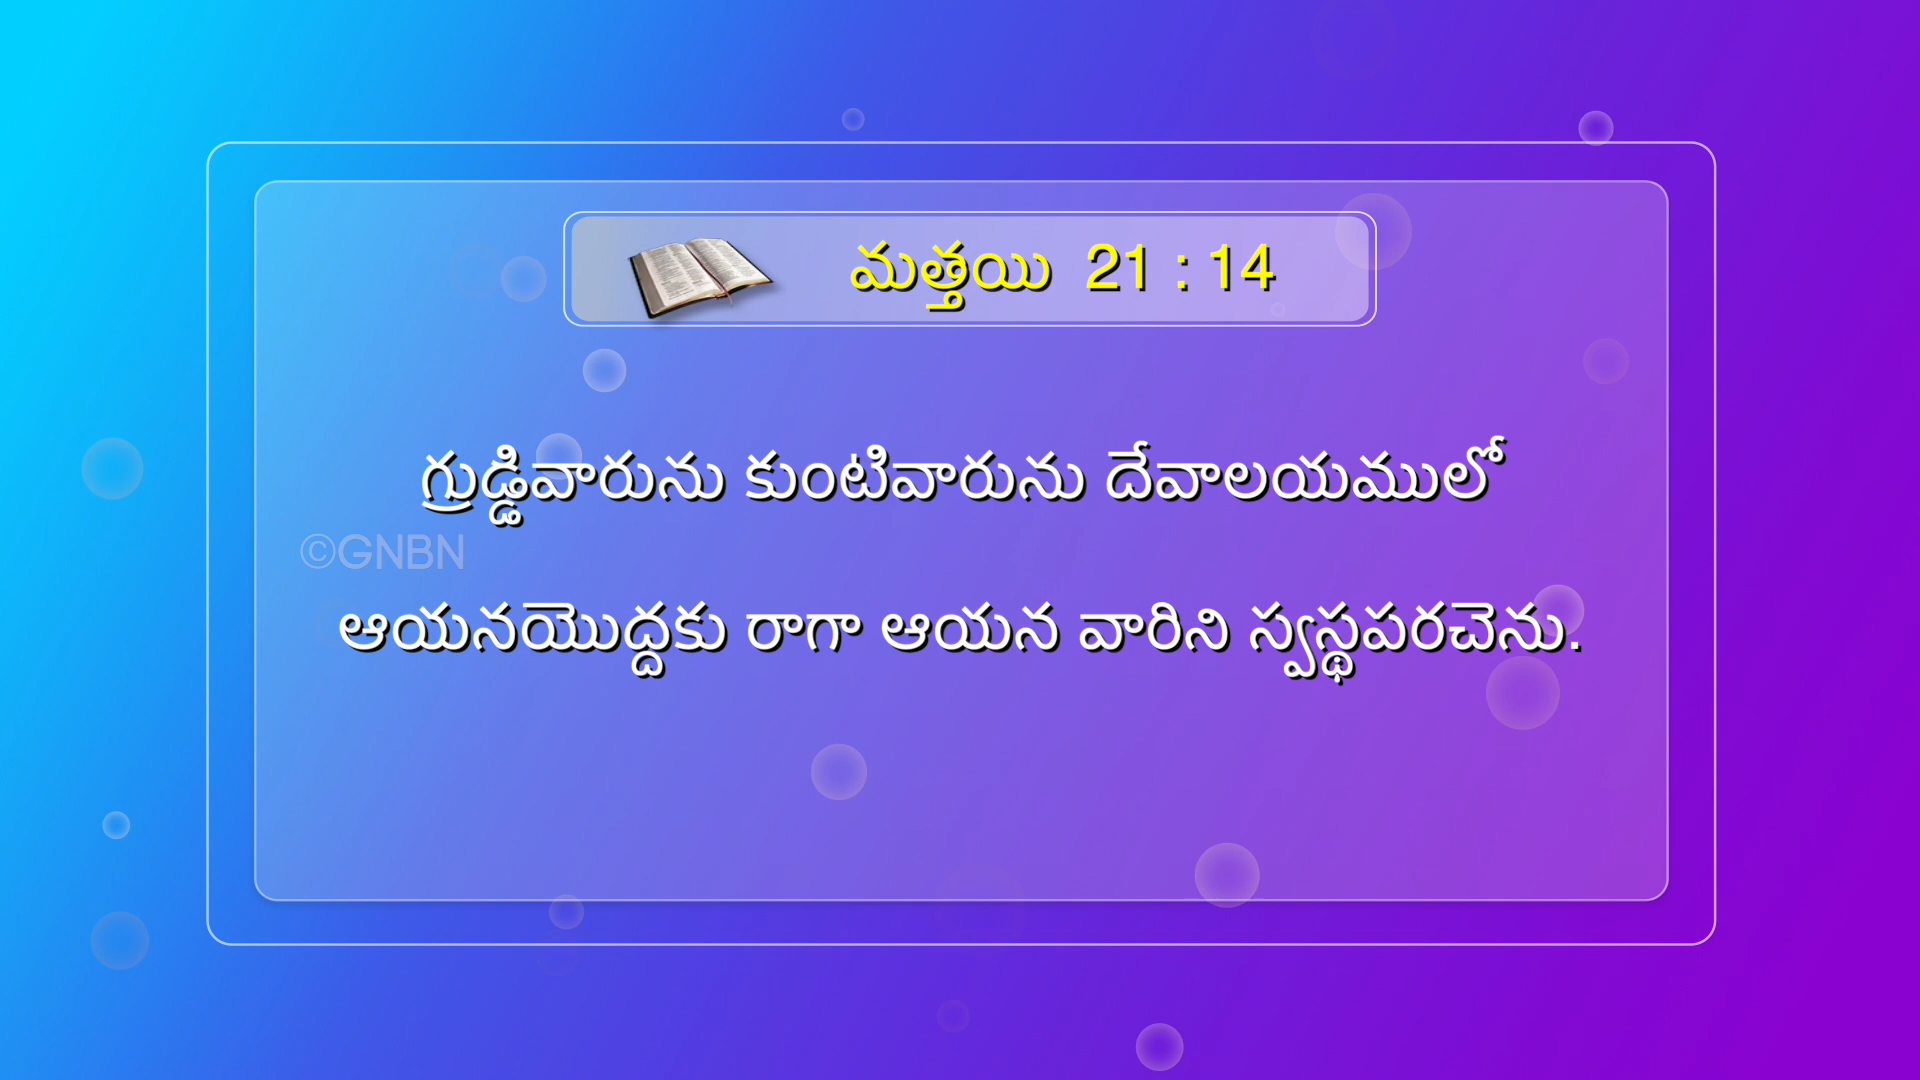 మత్తయి 21 : 14
గ్రుడ్డివారును కుంటివారును దేవాలయములో
©GNBN
ఆయనయొద్దకు రాగా ఆయన వారిని స్వస్థపరచెను.